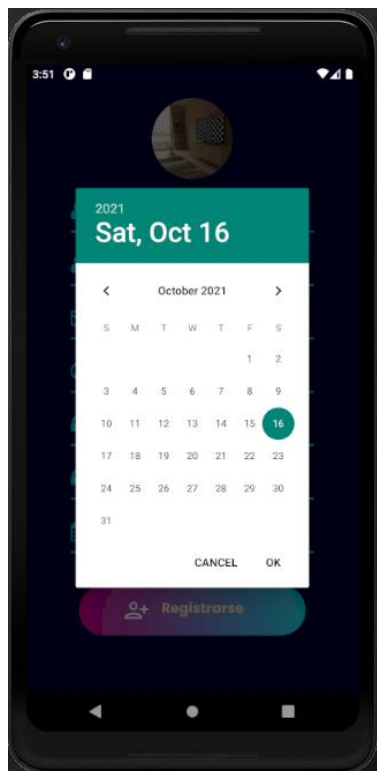 3:51
2021
Sat, Oct 16
October 2021
S M T W T F S
1 2
3 4 5 6 7 8 9
10 11 12 13 14 15 16
17 18 19 20 21 22 23
24 25 26 27 28 29 30
31
CANCEL OK
Registrarse